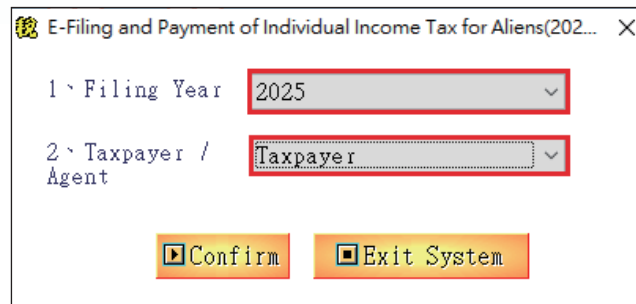 E-Filing and Payment of Individual Income Tax for Aliens(202...
1、Filing Year 2025
2、Taxpayer / Agent Taxpayer
Confirm Exit System